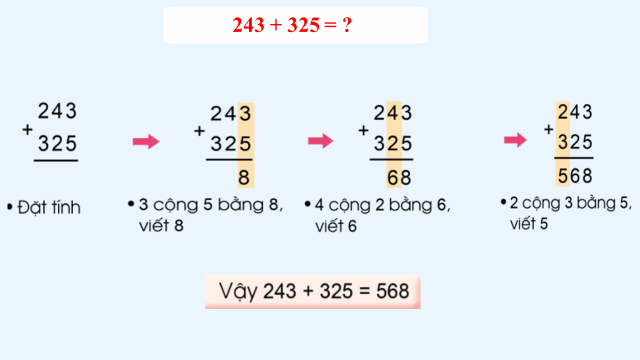 243 + 325 = ?
243
+
325
• Đặt tính
243
+
325
8
• 3 cộng 5 bằng 8,
viết 8
243
+
325
68
• 4 cộng 2 bằng 6,
viết 6
243
+
325
568
• 2 cộng 3 bằng 5,
viết 5
Vậy 243 + 325 = 568